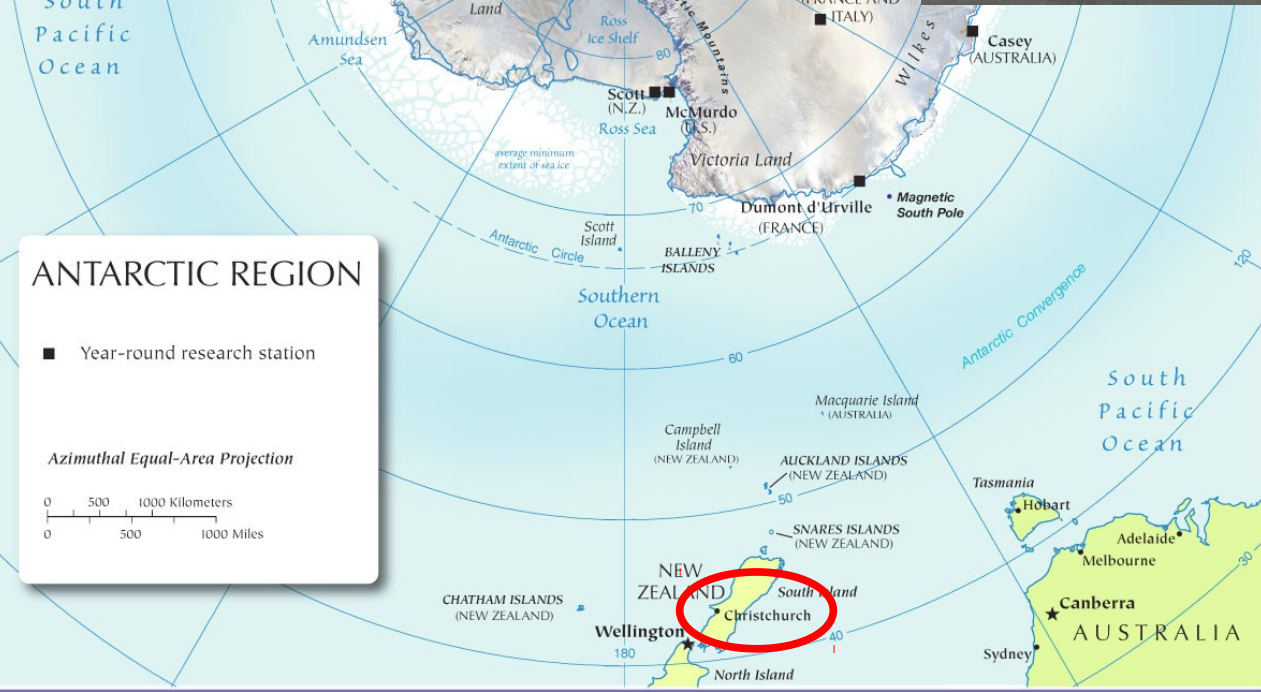 South
Pacific
Ocean
Land
Amundsen
Sea
Ross
Ice Shelf
80
ITALY)
Wilkes
Casey
(AUSTRALIA)
Mountains
Scott
(N.Z.)
McMurdo
(U.S.)
Ross Sea
average minimum
extent of sea ice
Victoria Land
70
Dumont d'Urville
(FRANCE)
Magnetic
South Pole
Scott
Island
Antarctic Circle
BALLENY
ISLANDS
120
ANTARCTIC REGION
Year-round research station
Azimuthal Equal-Area Projection
0 500 1000 Kilometers
0 500 1000 Miles
Southern
Ocean
60
Antarctic Convergence
South
Pacific
Ocean
Macquarie Island
(AUSTRALIA)
Campbell
Island
(NEW ZEALAND)
AUCKLAND ISLANDS
(NEW ZEALAND)
50
SNARES ISLANDS
(NEW ZEALAND)
Tasmania
Hobart
Adelaide
Melbourne
30
NEW
ZEALAND
South Island
Christchurch
CHATHAM ISLANDS
(NEW ZEALAND)
Wellington
180
40
North Island
Canberra
AUSTRALIA
Sydney